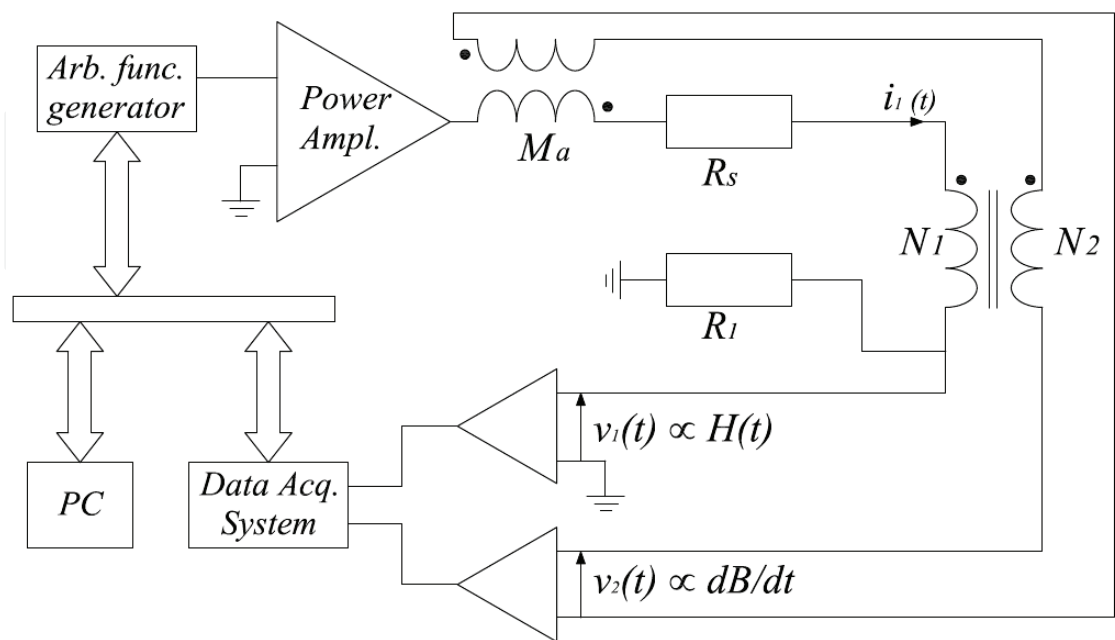 Arb. func.
generator
Power
Ampl.
Ma
Rs
i1 (t)
N1
N2
R1
v1(t) ∝ H(t)
PC
Data Acq.
System
v2(t) ∝ dB/dt